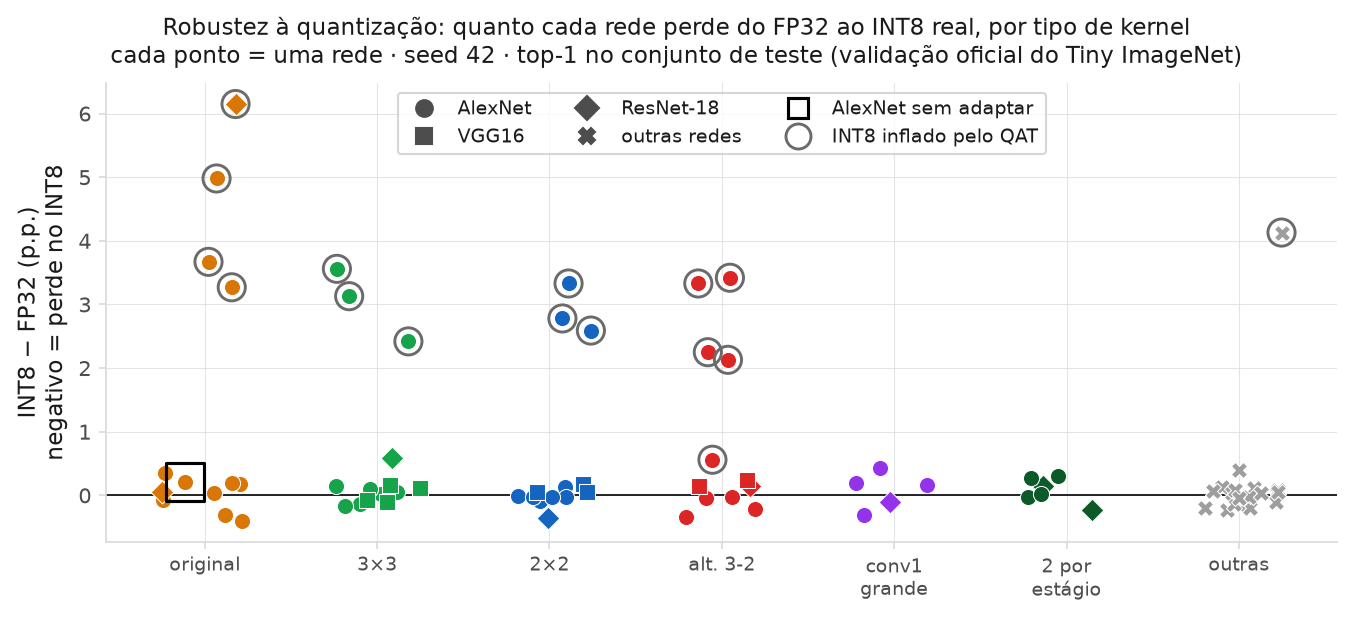 Robustez à quantização: quanto cada rede perde do FP32 ao INT8 real, por tipo de kernel
cada ponto = uma rede · seed 42 · top-1 no conjunto de teste (validação oficial do Tiny ImageNet)
AlexNet
ResNet-18
AlexNet sem adaptar
VGG16
outras redes
INT8 inflado pelo QAT
INT8 − FP32 (p.p.)
negativo = perde no INT8
6
5
4
3
2
1
0
original
3×3
2×2
alt. 3-2
conv1
grande
2 por
estágio
outras